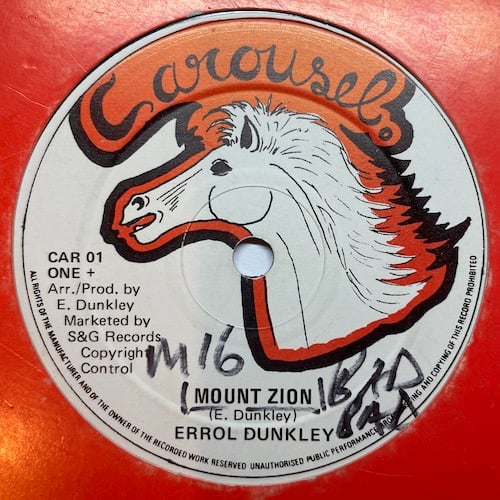 Carousel.
CAR 01
ONE +
Arr./Prod. by
E. Dunkley
Marketed by
S&G Records
Copyright
Control
M16
MOUNT ZION
(E. Dunkley)
ERROL DUNKLEY
ALL RIGHTS OF THE MANUFACTURER AND OF THE OWNER OF THE RECORDED WORK RESERVED UNAUTHORISED PUBLIC PERFORMANCE AND COPYING OF THIS RECORD PROHIBITED